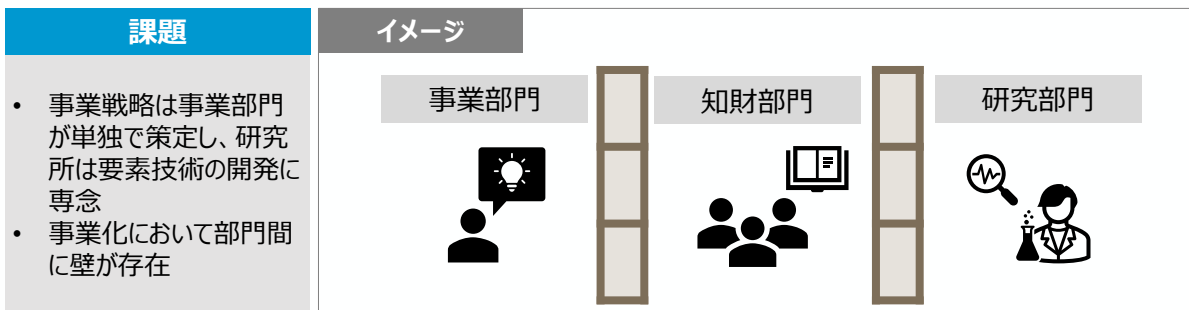 課題
イメージ
• 事業戦略は事業部門
が単独で策定し、研究
所は要素技術の開発に
専念
• 事業化において部門間
に壁が存在
事業部門
知財部門
研究部門